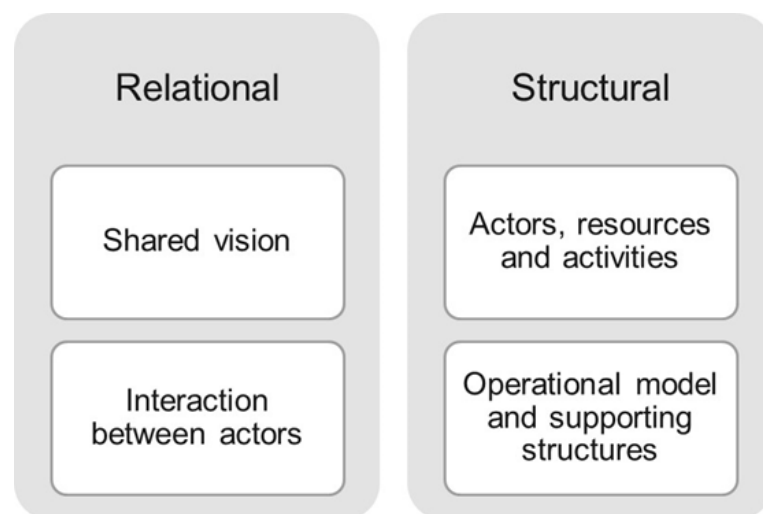 Relational
Shared vision
Interaction
between actors
Structural
Actors, resources
and activities
Operational model
and supporting
structures